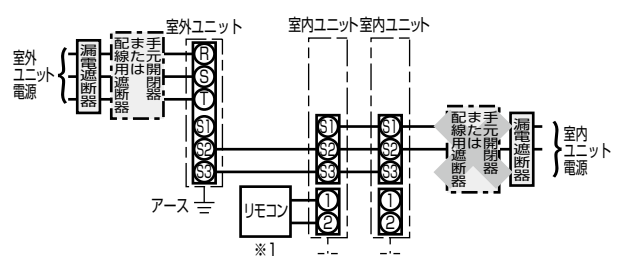 室外ユニット
室内ユニット 室内ユニット
室外
ユニット
電源
漏電遮断器
手元開閉器
または
配線用遮断器
R
S
T
S1
S2
S3
アース
リモコン
※1
S1
S2
S3
1
2
S1
S2
S3
1
2
手元開閉器
または
配線用遮断器
漏電遮断器
室内
ユニット
電源